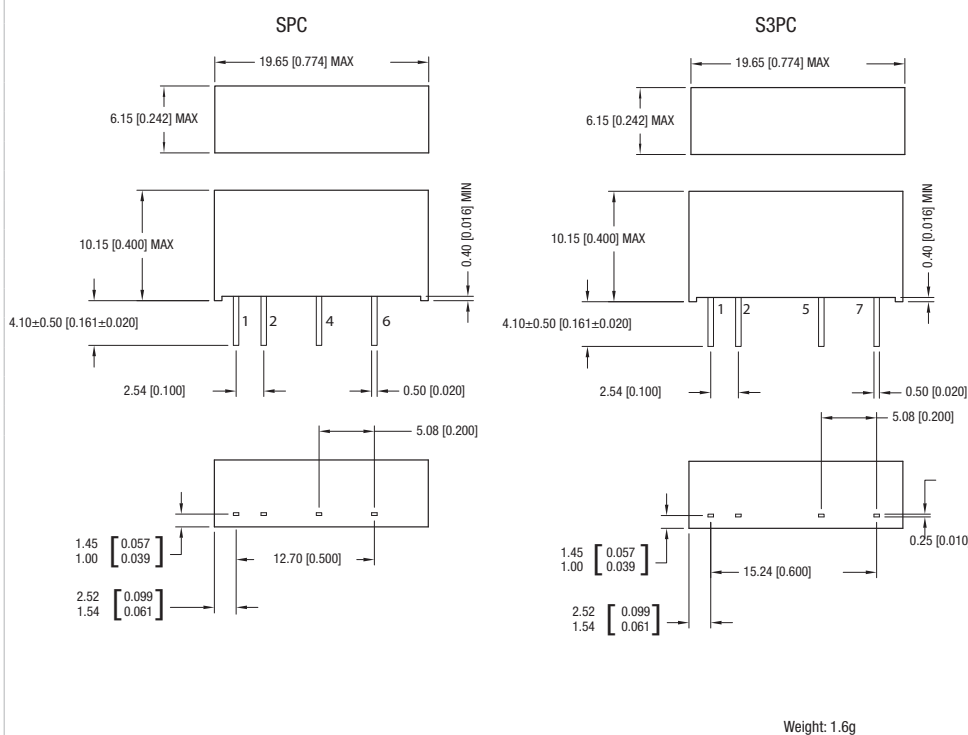 SPC
19.65 [0.774] MAX
6.15 [0.242] MAX
10.15 [0.400] MAX
0.40 [0.016] MIN
4.10±0.50 [0.161±0.020]
1
2
4
6
2.54 [0.100]
0.50 [0.020]
5.08 [0.200]
1.45 [0.057
1.00 0.039]
12.70 [0.500]
2.52 [0.099
1.54 0.061]
S3PC
19.65 [0.774] MAX
6.15 [0.242] MAX
10.15 [0.400] MAX
0.40 [0.016] MIN
4.10±0.50 [0.161±0.020]
1
2
5
7
2.54 [0.100]
0.50 [0.020]
5.08 [0.200]
0.25 [0.010
1.45 [0.057
1.00 0.039]
15.24 [0.600]
2.52 [0.099
1.54 0.061]
Weight: 1.6g